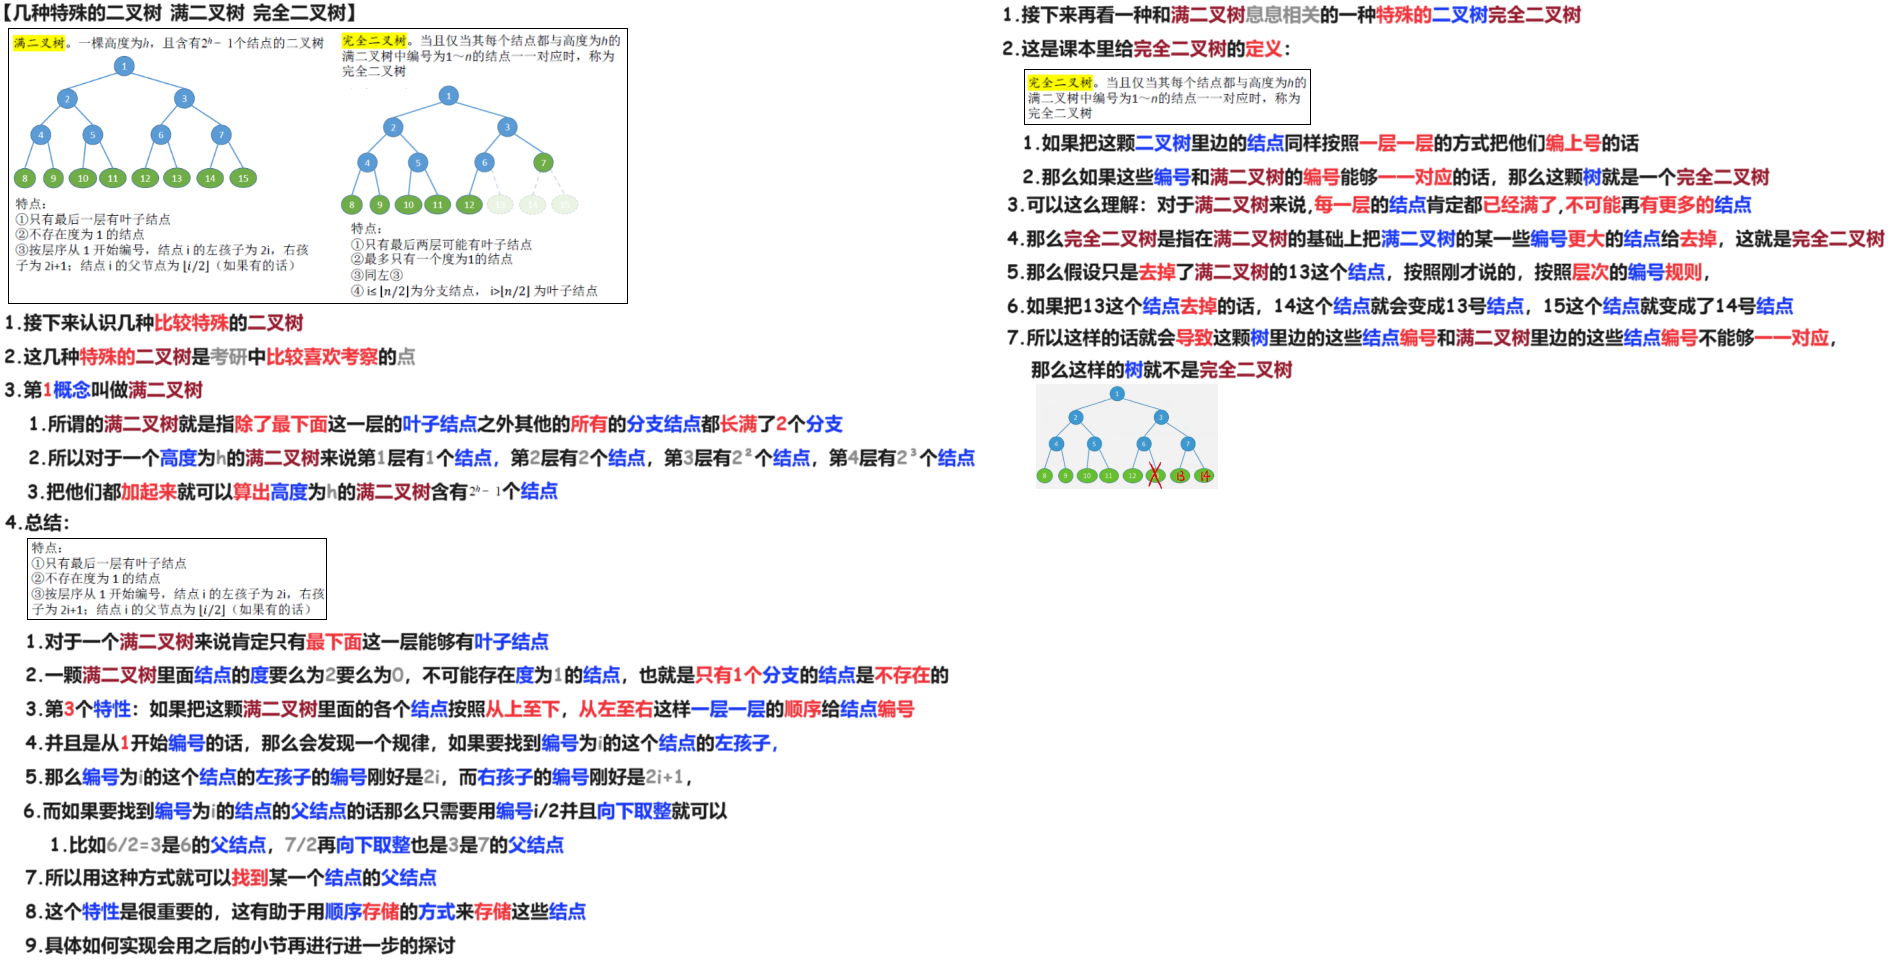 【几种特殊的二叉树 满二叉树 完全二叉树】
满二叉树。一棵高度为h，且含有2ʰ − 1个结点的二叉树
1
2 3
4 5 6 7
8 9 10 11 12 13 14 15
特点：
①只有最后一层有叶子结点
②不存在度为 1 的结点
③按层序从 1 开始编号，结点 i 的左孩子为 2i，右孩
子为 2i+1；结点 i 的父节点为 ⌊i/2⌋（如果有的话）
完全二叉树。当且仅当其每个结点都与高度为h的
满二叉树中编号为1～n的结点一一对应时，称为
完全二叉树
1
2 3
4 5 6 7
8 9 10 11 12 13 14 15
特点：
①只有最后两层可能有叶子结点
②最多只有一个度为1的结点
③同左③
④ i≤ ⌊n/2⌋为分支结点， i>⌊n/2⌋ 为叶子结点
1.接下来认识几种比较特殊的二叉树
2.这几种特殊的二叉树是考研中比较喜欢考察的点
3.第1概念叫做满二叉树
1.所谓的满二叉树就是指除了最下面这一层的叶子结点之外其他的所有的分支结点都长满了2个分支
2.所以对于一个高度为h的满二叉树来说第1层有1个结点，第2层有2个结点，第3层有2²个结点，第4层有2³个结点
3.把他们都加起来就可以算出高度为h的满二叉树含有2ʰ − 1个结点
4.总结：
特点：
①只有最后一层有叶子结点
②不存在度为 1 的结点
③按层序从 1 开始编号，结点 i 的左孩子为 2i，右孩
子为 2i+1；结点 i 的父节点为 ⌊i/2⌋（如果有的话）
1.对于一个满二叉树来说肯定只有最下面这一层能够有叶子结点
2.一颗满二叉树里面结点的度要么为2要么为0，不可能存在度为1的结点，也就是只有1个分支的结点是不存在的
3.第3个特性：如果把这颗满二叉树里面的各个结点按照从上至下，从左至右这样一层一层的顺序给结点编号
4.并且是从1开始编号的话，那么会发现一个规律，如果要找到编号为i的这个结点的左孩子，
5.那么编号为i的这个结点的左孩子的编号刚好是2i，而右孩子的编号刚好是2i+1，
6.而如果要找到编号为i的结点的父结点的话那么只需要用编号i/2并且向下取整就可以
1.比如6/2=3是6的父结点，7/2再向下取整也是3是7的父结点
7.所以用这种方式就可以找到某一个结点的父结点
8.这个特性是很重要的，这有助于用顺序存储的方式来存储这些结点
9.具体如何实现会用之后的小节再进行进一步的探讨
1.接下来再看一种和满二叉树息息相关的一种特殊的二叉树完全二叉树
2.这是课本里给完全二叉树的定义：
完全二叉树。当且仅当其每个结点都与高度为h的
满二叉树中编号为1～n的结点一一对应时，称为
完全二叉树
1.如果把这颗二叉树里边的结点同样按照一层一层的方式把他们编上号的话
2.那么如果这些编号和满二叉树的编号能够一一对应的话，那么这颗树就是一个完全二叉树
3.可以这么理解：对于满二叉树来说,每一层的结点肯定都已经满了,不可能再有更多的结点
4.那么完全二叉树是指在满二叉树的基础上把满二叉树的某一些编号更大的结点给去掉，这就是完全二叉树
5.那么假设只是去掉了满二叉树的13这个结点，按照刚才说的，按照层次的编号规则，
6.如果把13这个结点去掉的话，14这个结点就会变成13号结点，15这个结点就变成了14号结点
7.所以这样的话就会导致这颗树里边的这些结点编号和满二叉树里边的这些结点编号不能够一一对应，
那么这样的树就不是完全二叉树
1
2 3
4 5 6 7
8 9 10 11 12 13 14